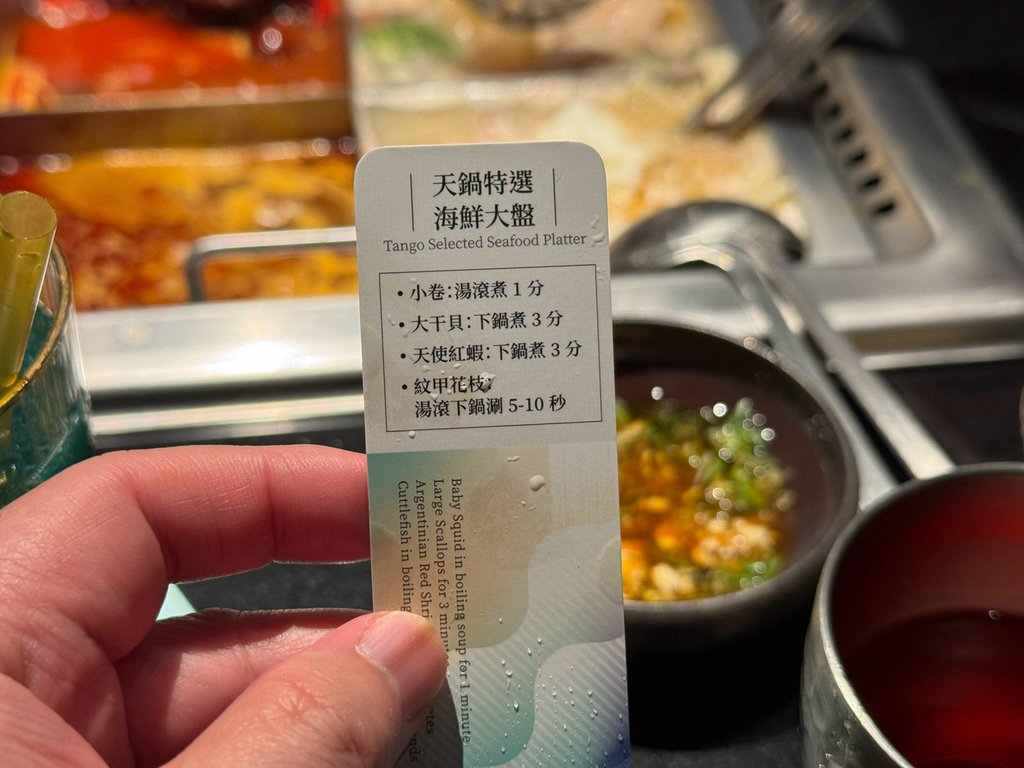 天鍋特選
海鮮大盤
Tango Selected Seafood Platter
• 小卷：湯滾煮 1 分
• 大干貝：下鍋煮 3 分
• 天使紅蝦：下鍋煮 3 分
• 紋甲花枝：
湯滾下鍋涮 5-10 秒
Baby Squid in boiling soup for 1 minute
Large Scallops for 3 minutes
Argentinian Red
Cuttlefish in boiling